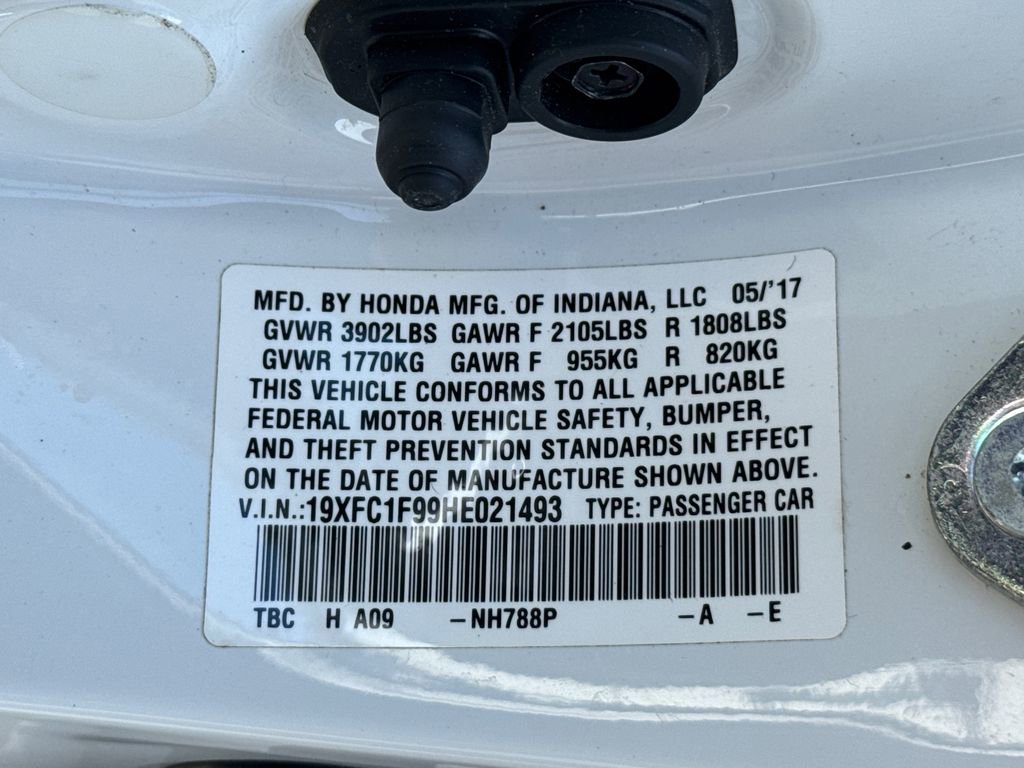 MFD. BY HONDA MFG. OF INDIANA, LLC 05/'17
GVWR 3902LBS GAWR F 2105LBS R 1808LBS
GVWR 1770KG GAWR F 955KG R 820KG
THIS VEHICLE CONFORMS TO ALL APPLICABLE
FEDERAL MOTOR VEHICLE SAFETY, BUMPER,
AND THEFT PREVENTION STANDARDS IN EFFECT
ON THE DATE OF MANUFACTURE SHOWN ABOVE.
V.I.N.:19XFC1F99HE021493 TYPE: PASSENGER CAR
TBC H A09 -NH788P -A -E